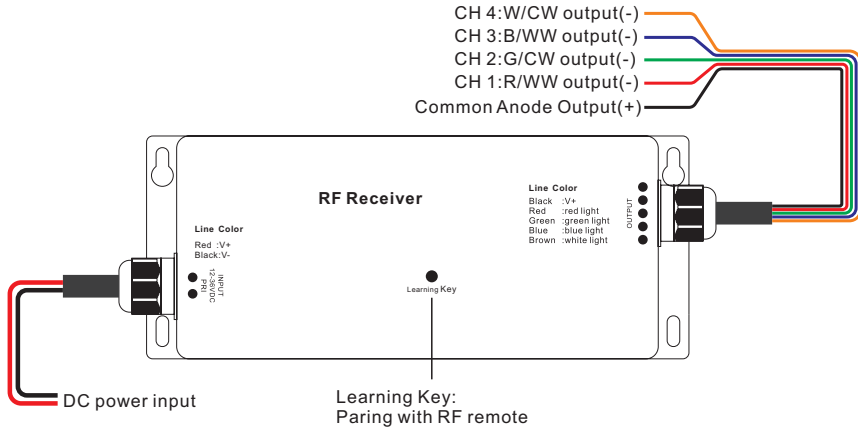 CH 4:W/CW output(-)
CH 3:B/WW output(-)
CH 2:G/CW output(-)
CH 1:R/WW output(-)
Common Anode Output(+)
RF Receiver
Line Color
Black :V+
Red :red light
Green :green light
Blue :blue light
Brown :white light
OUTPUT
Line Color
Red :V+
Black:V-
INPUT
12-36VDC
PRI
Learning Key
DC power input
Learning Key:
Paring with RF remote